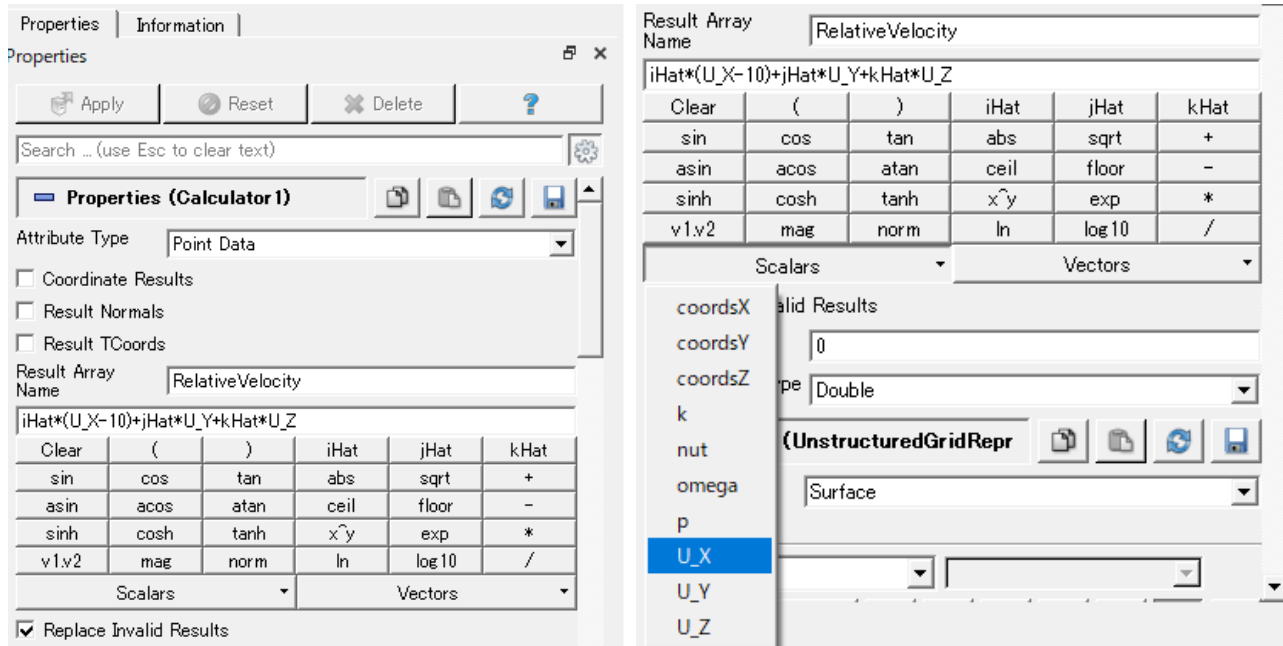 Properties
Information
Properties
Apply
Reset
Delete
?
Search ... (use Esc to clear text)
Properties (Calculator1)
Attribute Type
Point Data
Coordinate Results
Result Normals
Result TCoords
Result Array
Name
RelativeVelocity
iHat*(U_X-10)+jHat*U_Y+kHat*U_Z
Clear ( ) iHat jHat kHat
sin cos tan abs sqrt +
asin acos atan ceil floor -
sinh cosh tanh x^y exp *
v1.v2 mag norm ln log10 /
Scalars
Vectors
Replace Invalid Results
Result Array
Name
RelativeVelocity
iHat*(U_X-10)+jHat*U_Y+kHat*U_Z
Clear ( ) iHat jHat kHat
sin cos tan abs sqrt +
asin acos atan ceil floor -
sinh cosh tanh x^y exp *
v1.v2 mag norm ln log10 /
Scalars
Vectors
coordsX
coordsY
coordsZ
k
nut
omega
p
U_X
U_Y
U_Z
alid Results
0
pe
Double
(UnstructuredGridRepr
Surface